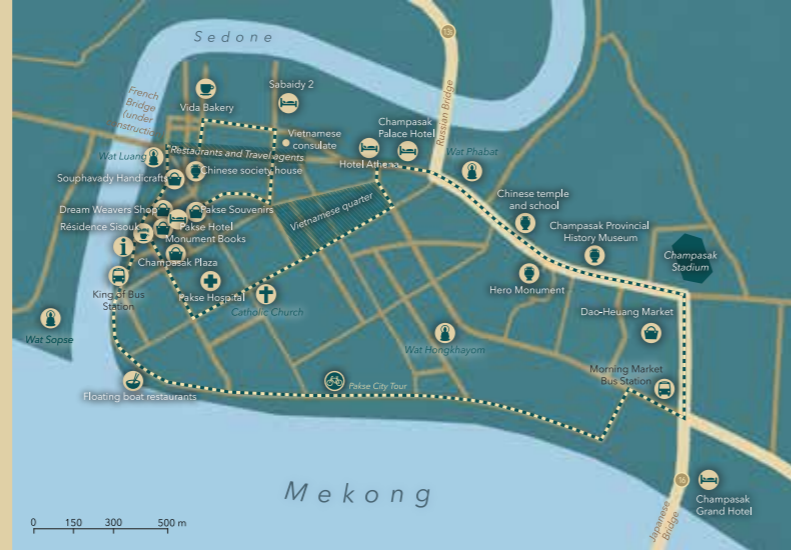 Sedone
13
French
Bridge
(under
Vida Bakery
Sabaidy 2
Vietnamese
consulate
Champasak
Palace Hotel
Russian Bridge
Wat Luang
Restaurants and Travel agents
Hotel Athena
Wat Phabat
Chinese society house
Souphavady Handicrafts
Chinese temple
and school
Dream Weavers Shop
Pakse Souvenirs
Vietnamese quarter
Résidence Sisouk
Pakse Hotel
Monument Books
Champasak Provincial
History Museum
Champasak
Stadium
Champasak Plaza
King of Bus
Station
Pakse Hospital
Catholic Church
Hero Monument
Dao-Heuang Market
Wat Sopse
Wat Hongkhayom
Morning Market
Bus Station
Pakse City Tour
Floating boat restaurants
Mekong
16
Champasak
Grand Hotel
Japanese
Bridge
0 150 300 500 m